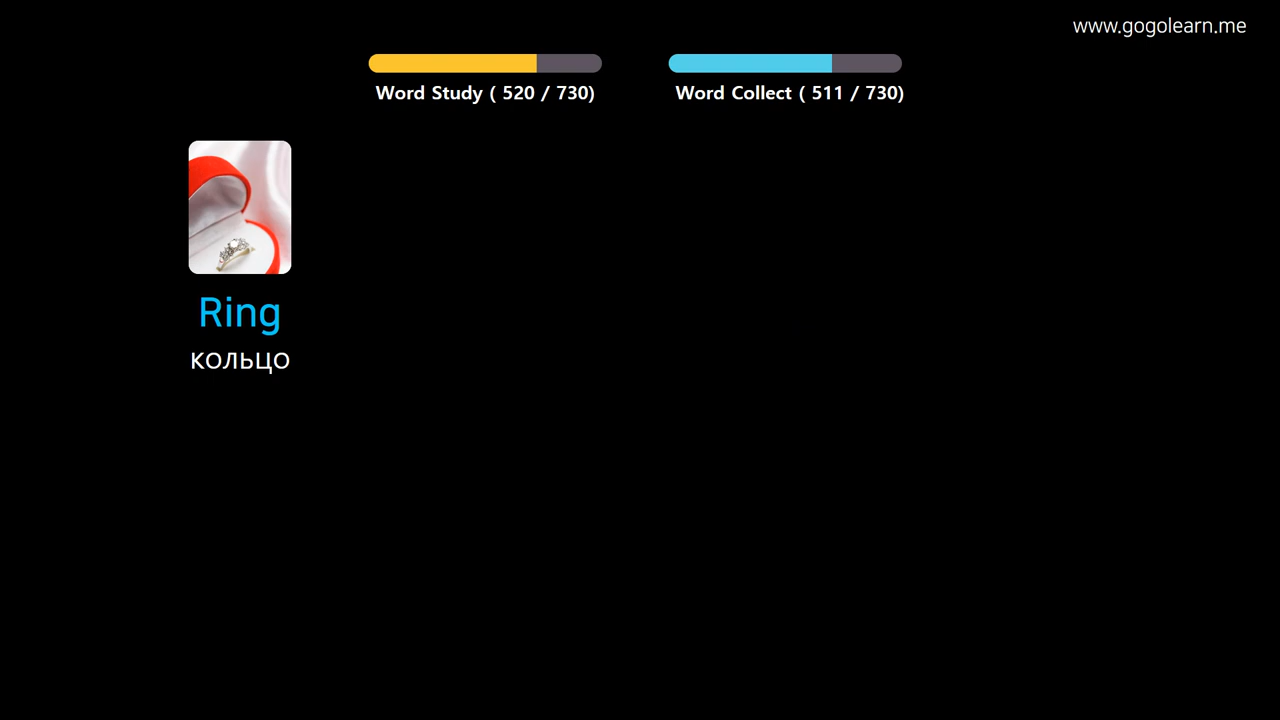 www.gogolearn.me
Word Study ( 520 / 730)
Word Collect ( 511 / 730)
Ring
кольцо